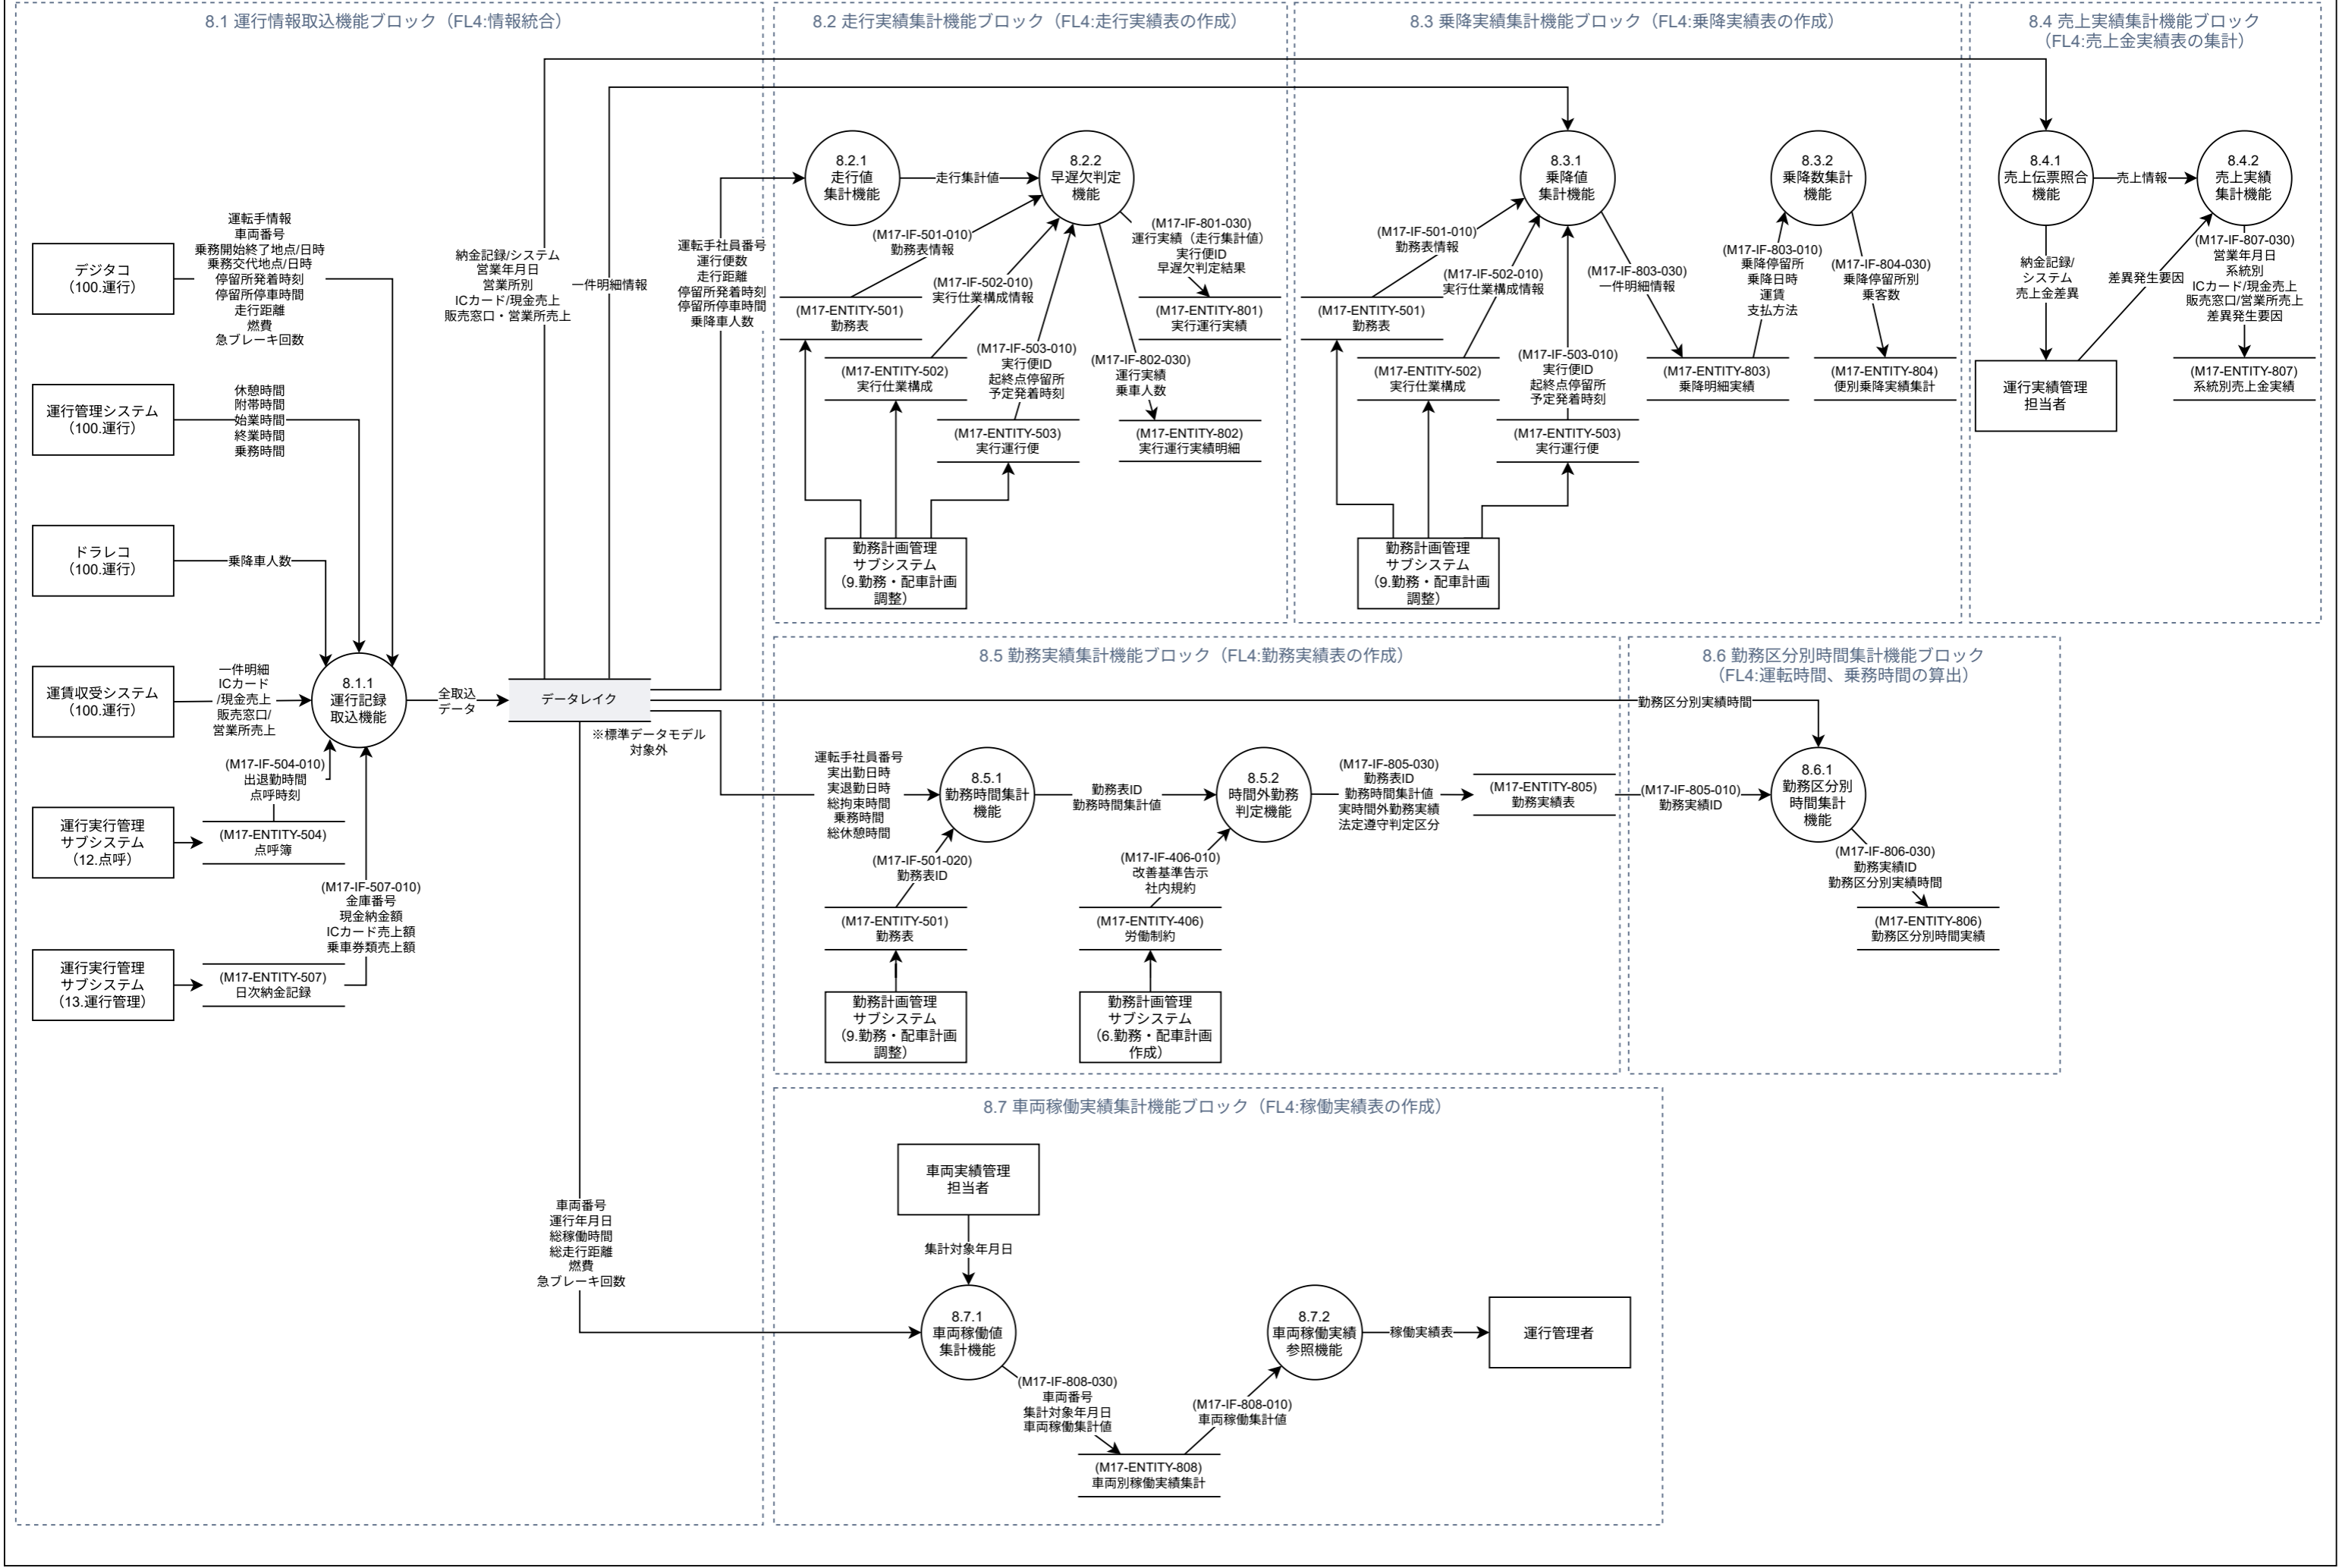 8.1 運行情報取込機能ブロック（FL4:情報統合）
デジタコ
（100.運行）
運転手情報
車両番号
乗務開始終了地点/日時
乗務交代地点/日時
停留所発着時刻
停留所停車時間
走行距離
燃費
急ブレーキ回数
運行管理システム
（100.運行）
休憩時間
附帯時間
始業時間
終業時間
乗務時間
ドラレコ
（100.運行）
乗降車人数
運賃収受システム
（100.運行）
一件明細
ICカード
/現金売上
販売窓口/
営業所売上
8.1.1
運行記録
取込機能
全取込
データ
データレイク
※標準データモデル
対象外
(M17-IF-504-010)
出退勤時間
点呼時刻
運行実行管理
サブシステム
（12.点呼）
(M17-ENTITY-504)
点呼簿
(M17-IF-507-010)
金庫番号
現金納金額
ICカード売上額
乗車券類売上額
運行実行管理
サブシステム
（13.運行管理）
(M17-ENTITY-507)
日次納金記録
納金記録/システム
営業年月日
営業所別
ICカード/現金売上
販売窓口・営業所売上
一件明細情報
運転手社員番号
運行便数
走行距離
停留所発着時刻
停留所停車時間
乗降車人数
車両番号
運行年月日
総稼働時間
総走行距離
燃費
急ブレーキ回数
8.2 走行実績集計機能ブロック（FL4:走行実績表の作成）
8.2.1
走行値
集計機能
走行集計値
8.2.2
早遅欠判定
機能
(M17-IF-501-010)
勤務表情報
(M17-IF-502-010)
実行仕業構成情報
(M17-IF-503-010)
実行便ID
起終点停留所
予定発着時刻
(M17-IF-801-030)
運行実績（走行集計値）
実行便ID
早遅欠判定結果
(M17-IF-802-030)
運行実績
乗車人数
(M17-ENTITY-501)
勤務表
(M17-ENTITY-502)
実行仕業構成
(M17-ENTITY-503)
実行運行便
(M17-ENTITY-801)
実行運行実績
(M17-ENTITY-802)
実行運行実績明細
勤務計画管理
サブシステム
（9.勤務・配車計画
調整）
8.3 乗降実績集計機能ブロック（FL4:乗降実績表の作成）
8.3.1
乗降値
集計機能
8.3.2
乗降数集計
機能
(M17-IF-501-010)
勤務表情報
(M17-IF-502-010)
実行仕業構成情報
(M17-IF-503-010)
実行便ID
起終点停留所
予定発着時刻
(M17-IF-803-030)
一件明細情報
(M17-IF-803-010)
乗降停留所
乗降日時
運賃
支払方法
(M17-IF-804-030)
乗降停留所別
乗客数
(M17-ENTITY-501)
勤務表
(M17-ENTITY-502)
実行仕業構成
(M17-ENTITY-503)
実行運行便
(M17-ENTITY-803)
乗降明細実績
(M17-ENTITY-804)
便別乗降実績集計
勤務計画管理
サブシステム
（9.勤務・配車計画
調整）
8.4 売上実績集計機能ブロック
（FL4:売上金実績表の集計）
8.4.1
売上伝票照合
機能
売上情報
8.4.2
売上実績
集計機能
納金記録/
システム
売上金差異
差異発生要因
(M17-IF-807-030)
営業年月日
系統別
ICカード/現金売上
販売窓口/営業所売上
差異発生要因
運行実績管理
担当者
(M17-ENTITY-807)
系統別売上金実績
8.5 勤務実績集計機能ブロック（FL4:勤務実績表の作成）
運転手社員番号
実出勤日時
実退勤日時
総拘束時間
乗務時間
総休憩時間
8.5.1
勤務時間集計
機能
勤務表ID
勤務時間集計値
8.5.2
時間外勤務
判定機能
(M17-IF-805-030)
勤務表ID
勤務時間集計値
実時間外勤務実績
法定遵守判定区分
(M17-ENTITY-805)
勤務実績表
(M17-IF-501-020)
勤務表ID
(M17-IF-406-010)
改善基準告示
社内規約
(M17-ENTITY-501)
勤務表
(M17-ENTITY-406)
労働制約
勤務計画管理
サブシステム
（9.勤務・配車計画
調整）
勤務計画管理
サブシステム
（6.勤務・配車計画
作成）
8.6 勤務区分別時間集計機能ブロック
（FL4:運転時間、乗務時間の算出）
勤務区分別実績時間
(M17-IF-805-010)
勤務実績ID
8.6.1
勤務区分別
時間集計
機能
(M17-IF-806-030)
勤務実績ID
勤務区分別実績時間
(M17-ENTITY-806)
勤務区分別時間実績
8.7 車両稼働実績集計機能ブロック（FL4:稼働実績表の作成）
車両実績管理
担当者
集計対象年月日
8.7.1
車両稼働値
集計機能
(M17-IF-808-030)
車両番号
集計対象年月日
車両稼働集計値
(M17-ENTITY-808)
車両別稼働実績集計
(M17-IF-808-010)
車両稼働集計値
8.7.2
車両稼働実績
参照機能
稼働実績表
運行管理者